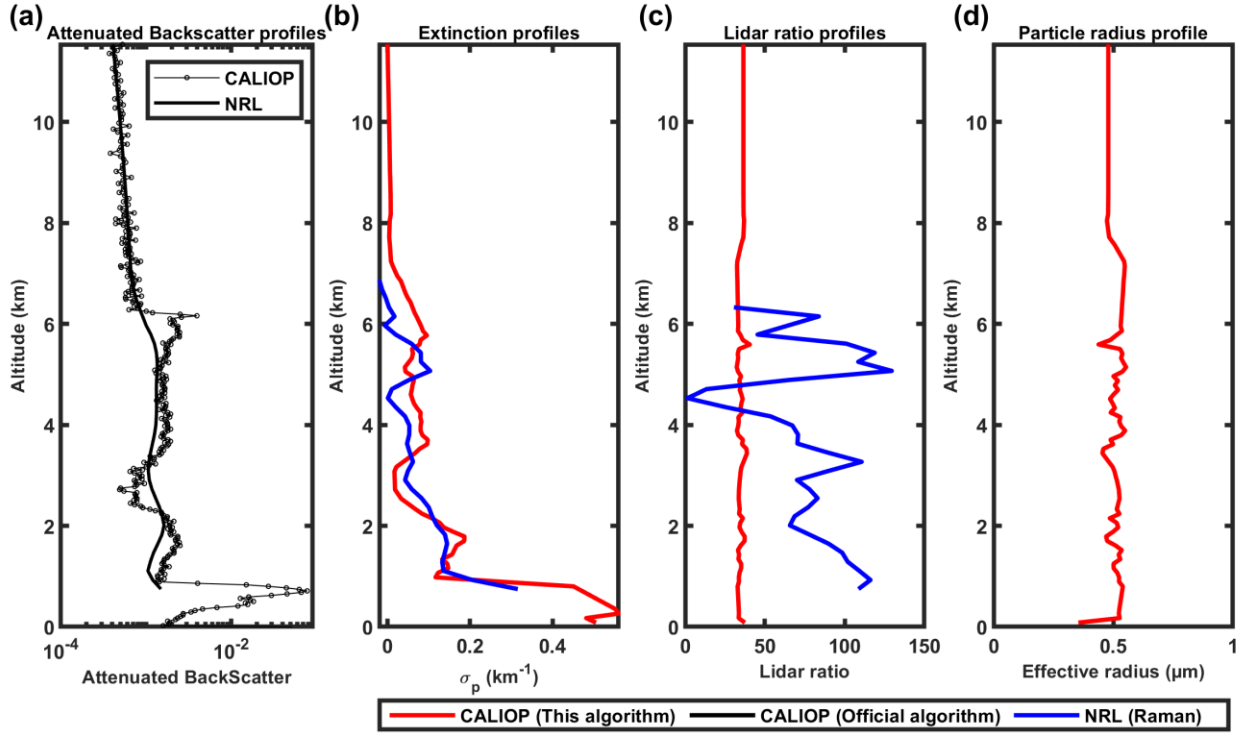 (a)
(b)
(c)
(d)
Attenuated Backscatter profiles
Extinction profiles
Lidar ratio profiles
Particle radius profile
CALIOP
NRL
Altitude (km)
10
8
6
4
2
0
10^-4
10^-2
Attenuated BackScatter
Altitude (km)
10
8
6
4
2
0
0
0.2
0.4
σp (km^-1)
Altitude (km)
10
8
6
4
2
0
0
50
100
150
Lidar ratio
Altitude (km)
10
8
6
4
2
0
0
0.5
1
Effective radius (μm)
CALIOP (This algorithm)
CALIOP (Official algorithm)
NRL (Raman)